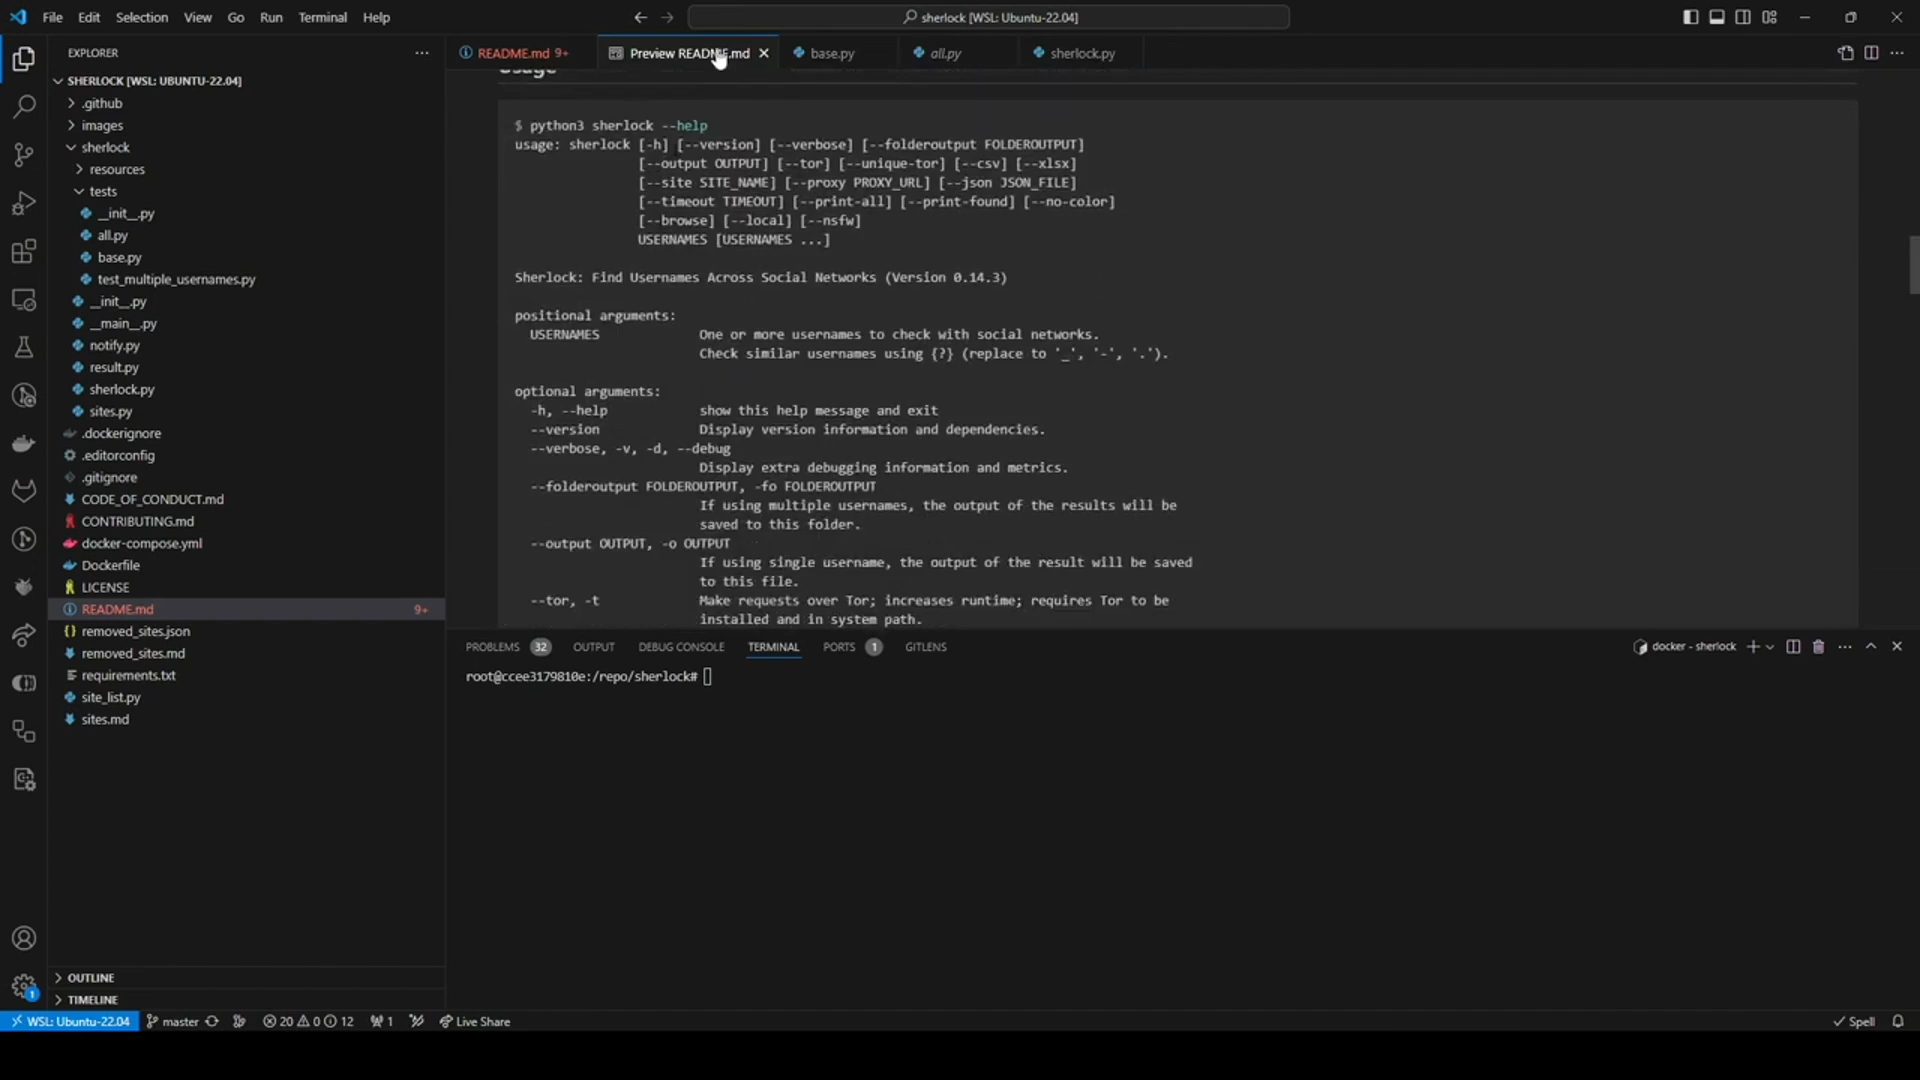 File Edit Selection View Go Run Terminal Help
sherlock [WSL: Ubuntu-22.04]
EXPLORER
README.md 9+
Preview README.md
base.py
all.py
sherlock.py
SHERLOCK [WSL: UBUNTU-22.04]
.github
images
sherlock
resources
tests
__init__.py
all.py
base.py
test_multiple_usernames.py
__init__.py
__main__.py
notify.py
result.py
sherlock.py
sites.py
.dockerignore
.editorconfig
.gitignore
CODE_OF_CONDUCT.md
CONTRIBUTING.md
docker-compose.yml
Dockerfile
LICENSE
README.md 9+
removed_sites.json
removed_sites.md
requirements.txt
site_list.py
sites.md
OUTLINE
TIMELINE
Usage
$ python3 sherlock --help
usage: sherlock [-h] [--version] [--verbose] [--folderoutput FOLDEROUTPUT]
[--output OUTPUT] [--tor] [--unique-tor] [--csv] [--xlsx]
[--site SITE_NAME] [--proxy PROXY_URL] [--json JSON_FILE]
[--timeout TIMEOUT] [--print-all] [--print-found] [--no-color]
[--browse] [--local] [--nsfw]
USERNAMES [USERNAMES ...]
Sherlock: Find Usernames Across Social Networks (Version 0.14.3)
positional arguments:
USERNAMES One or more usernames to check with social networks.
Check similar usernames using {?} (replace to '_', '-', '.').
optional arguments:
-h, --help show this help message and exit
--version Display version information and dependencies.
--verbose, -v, -d, --debug
Display extra debugging information and metrics.
--folderoutput FOLDEROUTPUT, -fo FOLDEROUTPUT
If using multiple usernames, the output of the results will be
saved to this folder.
--output OUTPUT, -o OUTPUT
If using single username, the output of the result will be saved
to this file.
--tor, -t Make requests over Tor; increases runtime; requires Tor to be
installed and in system path.
PROBLEMS 32 OUTPUT DEBUG CONSOLE TERMINAL PORTS 1 GITLENS
docker - sherlock
root@ccee3179810e:/repo/sherlock#
1
WSL: Ubuntu-22.04 master 20 0 12 1 Live Share
Spell